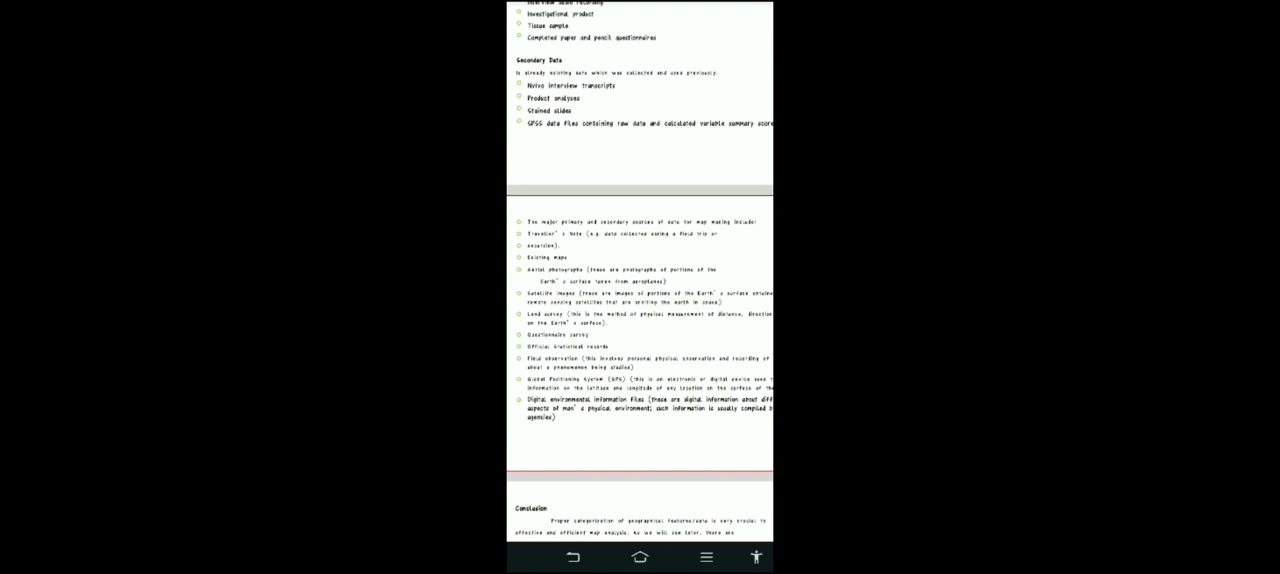 Investigational product
Tissue sample
Completed paper and pencil questionnaires
Secondary Data
Is already existing data which was collected and used previously.
Nvivo interview transcripts
Product analyses
Stained slides
SPSS data files containing raw data and calculated variable summary score
The major primary and secondary sources of data for map making include:
Traveller's Note (e.g. data collected during a field trip or
excursion).
Existing maps
Aerial photographs (these are photographs of portions of the
Earth's surface taken from aeroplanes)
Satellite images (these are images of portions of the Earth's surface obtaine
remote sensing satellites that are orbiting the earth in space)
Land survey (this is the method of physical measurement of distance, direction
on the Earth's surface).
Questionnaire survey
Official Statistical records
Field observation (this involves personal physical observation and recording of
about a phenomenon being studies)
Global Positioning System (GPS) (this is an electronic or digital device used t
information on the latitude and longitude of any location on the surface of the
Digital environmental information files (these are digital information about diff
aspects of man's physical environment; such information is usually compiled b
agencies)
Conclusion
Proper categorization of geographical features/data is very crucial to
effective and efficient map analysis. As we will see later, there are